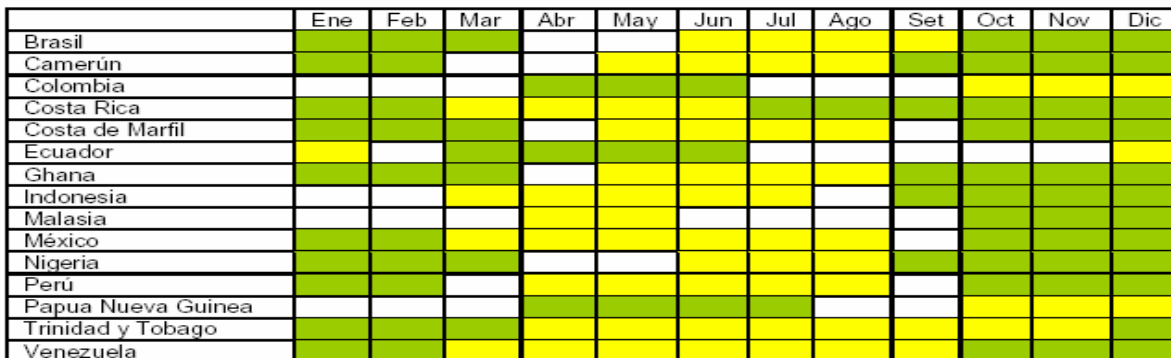 Ene Feb Mar Abr May Jun Jul Ago Set Oct Nov Dic
Brasil
Camerún
Colombia
Costa Rica
Costa de Marfil
Ecuador
Ghana
Indonesia
Malasia
México
Nigeria
Perú
Papua Nueva Guinea
Trinidad y Tobago
Venezuela